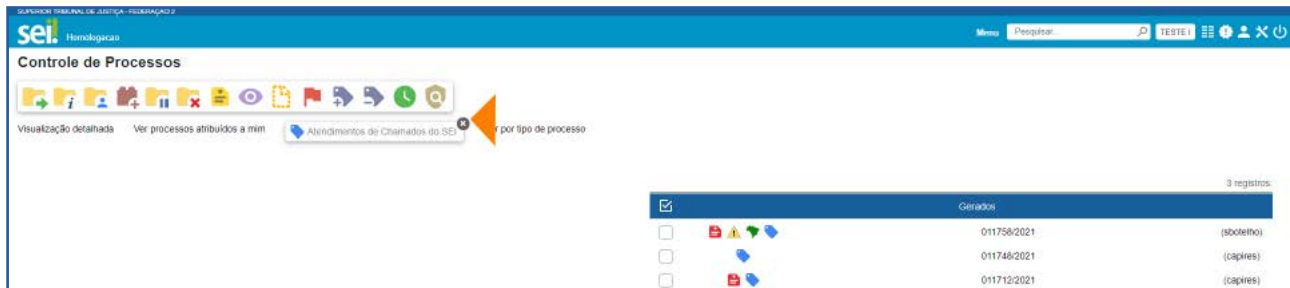 SUPERIOR TRIBUNAL DE JUSTIÇA - FEDERAÇÃO 2
sei! Homologacao
Menu Pesquisar... TESTE I
Controle de Processos
Visualização detalhada Ver processos atribuídos a mim Atendimentos de Chamados do SEI r por tipo de processo
3 registros:
Gerados
011758/2021 (sbotelho)
011748/2021 (capires)
011712/2021 (capires)